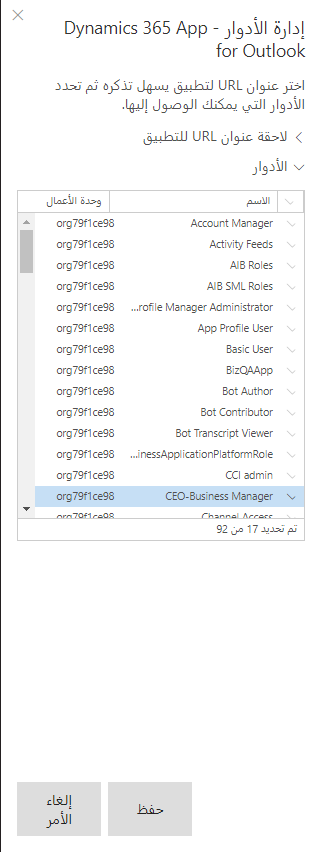 إدارة الأدوار - Dynamics 365 App
for Outlook
اختر عنوان URL لتطبيق يسهل تذكره ثم تحدد
الأدوار التي يمكنك الوصول إليها.
لاحقة عنوان URL للتطبيق
الأدوار
الاسم وحدة الأعمال
Account Manager org79f1ce98
Activity Feeds org79f1ce98
AIB Roles org79f1ce98
AIB SML Roles org79f1ce98
...rofile Manager Administrator org79f1ce98
App Profile User org79f1ce98
Basic User org79f1ce98
BizQAApp org79f1ce98
Bot Author org79f1ce98
Bot Contributor org79f1ce98
Bot Transcript Viewer org79f1ce98
...inessApplicationPlatformRole org79f1ce98
CCI admin org79f1ce98
CEO-Business Manager org79f1ce98
Channel Access org79f1ce98
تم تحديد 17 من 92
حفظ
إلغاء
الأمر